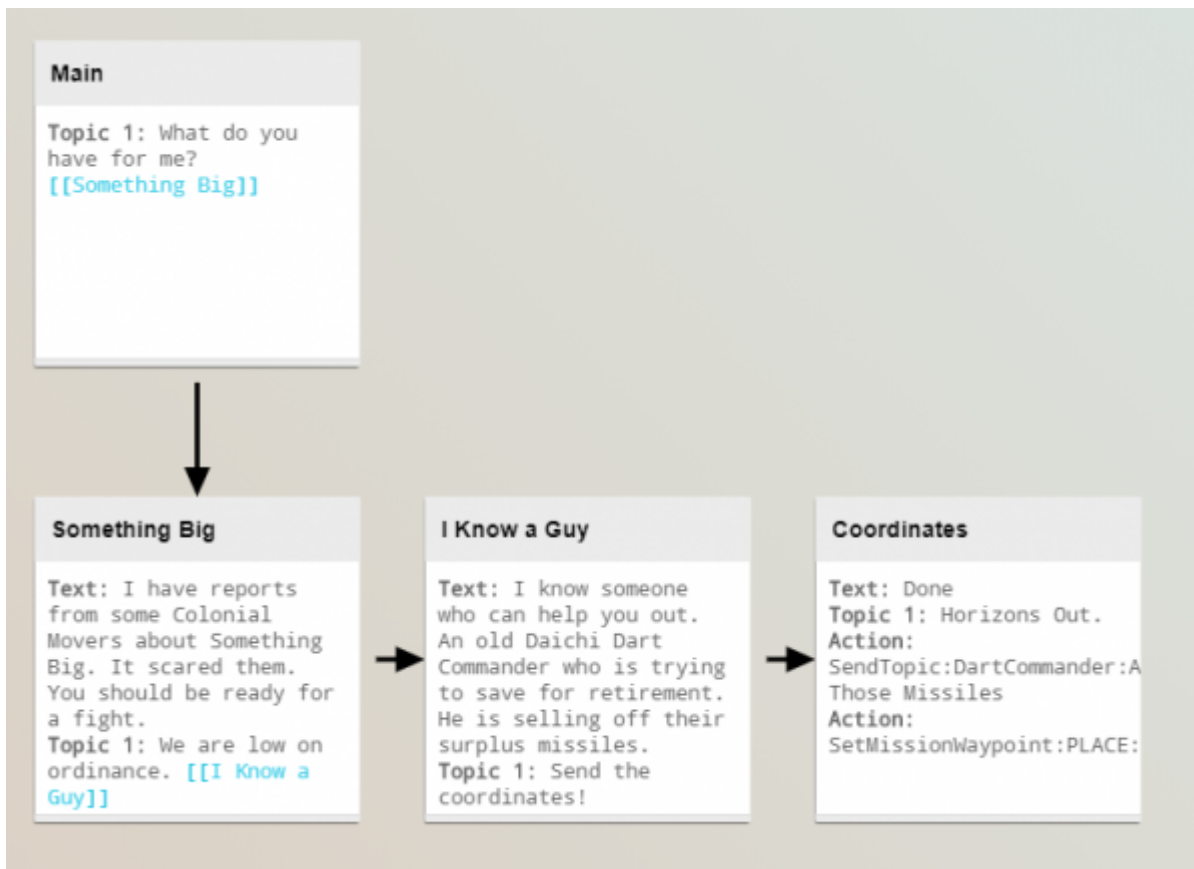 Main
Topic 1: What do you
have for me?
[[Something Big]]
Something Big
Text: I have reports
from some Colonial
Movers about Something
Big. It scared them.
You should be ready for
a fight.
Topic 1: We are low on
ordinance. [[I Know a
Guy]]
I Know a Guy
Text: I know someone
who can help you out.
An old Daichi Dart
Commander who is trying
to save for retirement.
He is selling off their
surplus missiles.
Topic 1: Send the
coordinates!
Coordinates
Text: Done
Topic 1: Horizons Out.
Action:
SendTopic:DartCommander:A
Those Missiles
Action:
SetMissionWaypoint:PLACE: